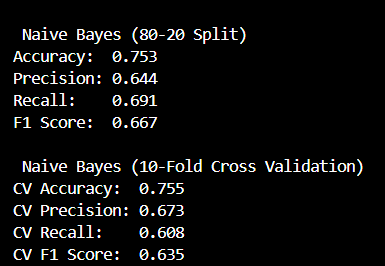 Naive Bayes (80-20 Split)
Accuracy: 0.753
Precision: 0.644
Recall: 0.691
F1 Score: 0.667
Naive Bayes (10-Fold Cross Validation)
CV Accuracy: 0.755
CV Precision: 0.673
CV Recall: 0.608
CV F1 Score: 0.635